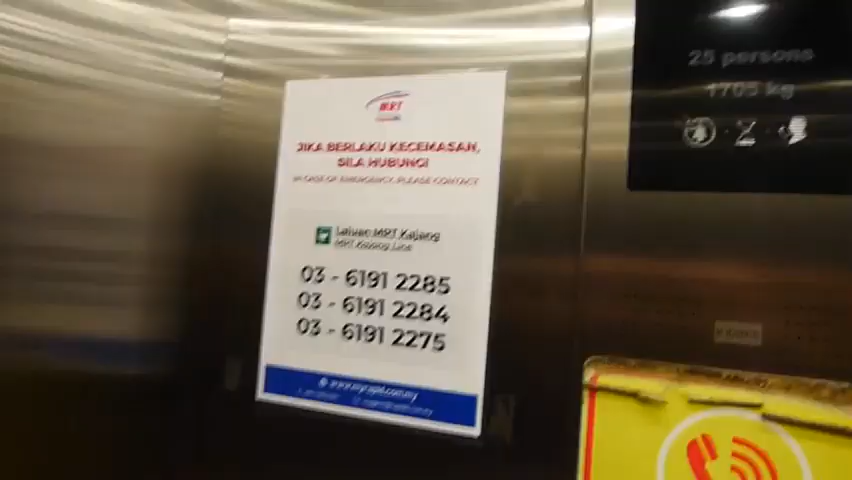 MRT
JIKA BERLAKU KECEMASAN,
SILA HUBUNGI
IN CASE OF EMERGENCY, PLEASE CONTACT
Laluan MRT Kajang
MRT Kajang Line
03 - 6191 2285
03 - 6191 2284
03 - 6191 2275
www.myrapid.com.my
25 persons
1705 kg